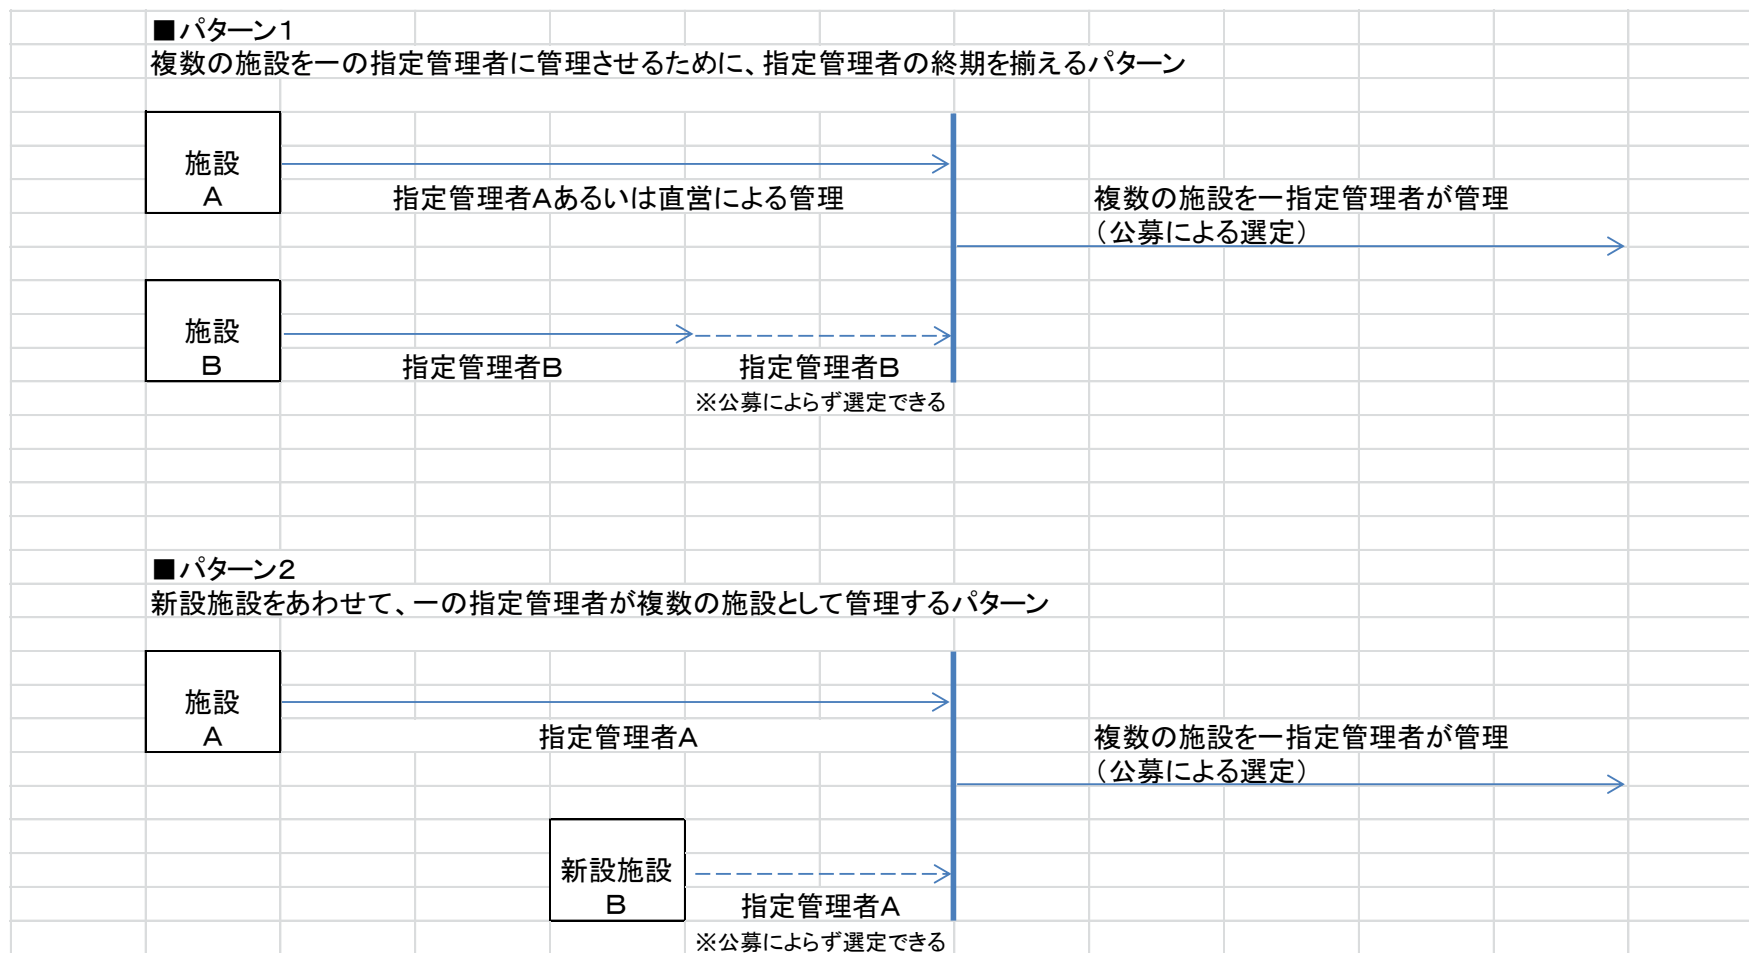 ■パターン１
複数の施設を一の指定管理者に管理させるために、指定管理者の終期を揃えるパターン
施設
A
指定管理者Aあるいは直営による管理
複数の施設を一指定管理者が管理
（公募による選定）
施設
B
指定管理者B
指定管理者B
※公募によらず選定できる
■パターン２
新設施設をあわせて、一の指定管理者が複数の施設として管理するパターン
施設
A
指定管理者A
複数の施設を一指定管理者が管理
（公募による選定）
新設施設
B
指定管理者A
※公募によらず選定できる